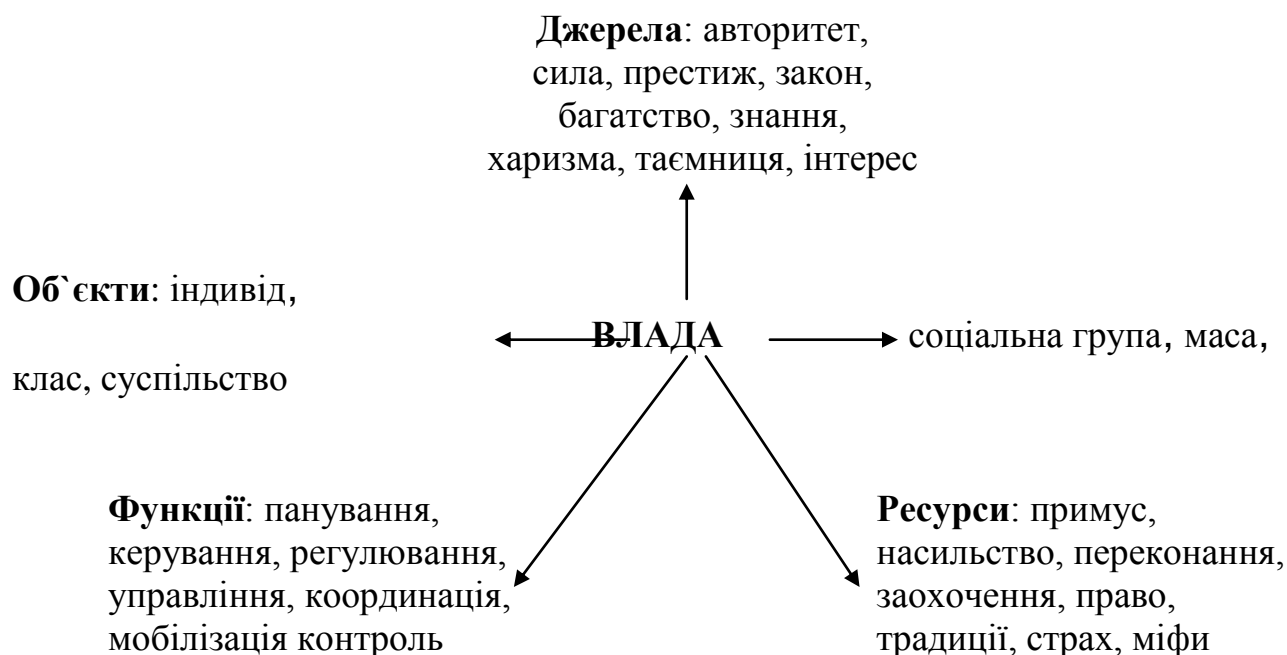 Джерела: авторитет,
сила, престиж, закон,
багатство, знання,
харизма, таємниця, інтерес
Об`єкти: індивід,
ВЛАДА
соціальна група, маса,
клас, суспільство
Функції: панування,
керування, регулювання,
управління, координація,
мобілізація контроль
Ресурси: примус,
насильство, переконання,
заохочення, право,
традиції, страх, міфи